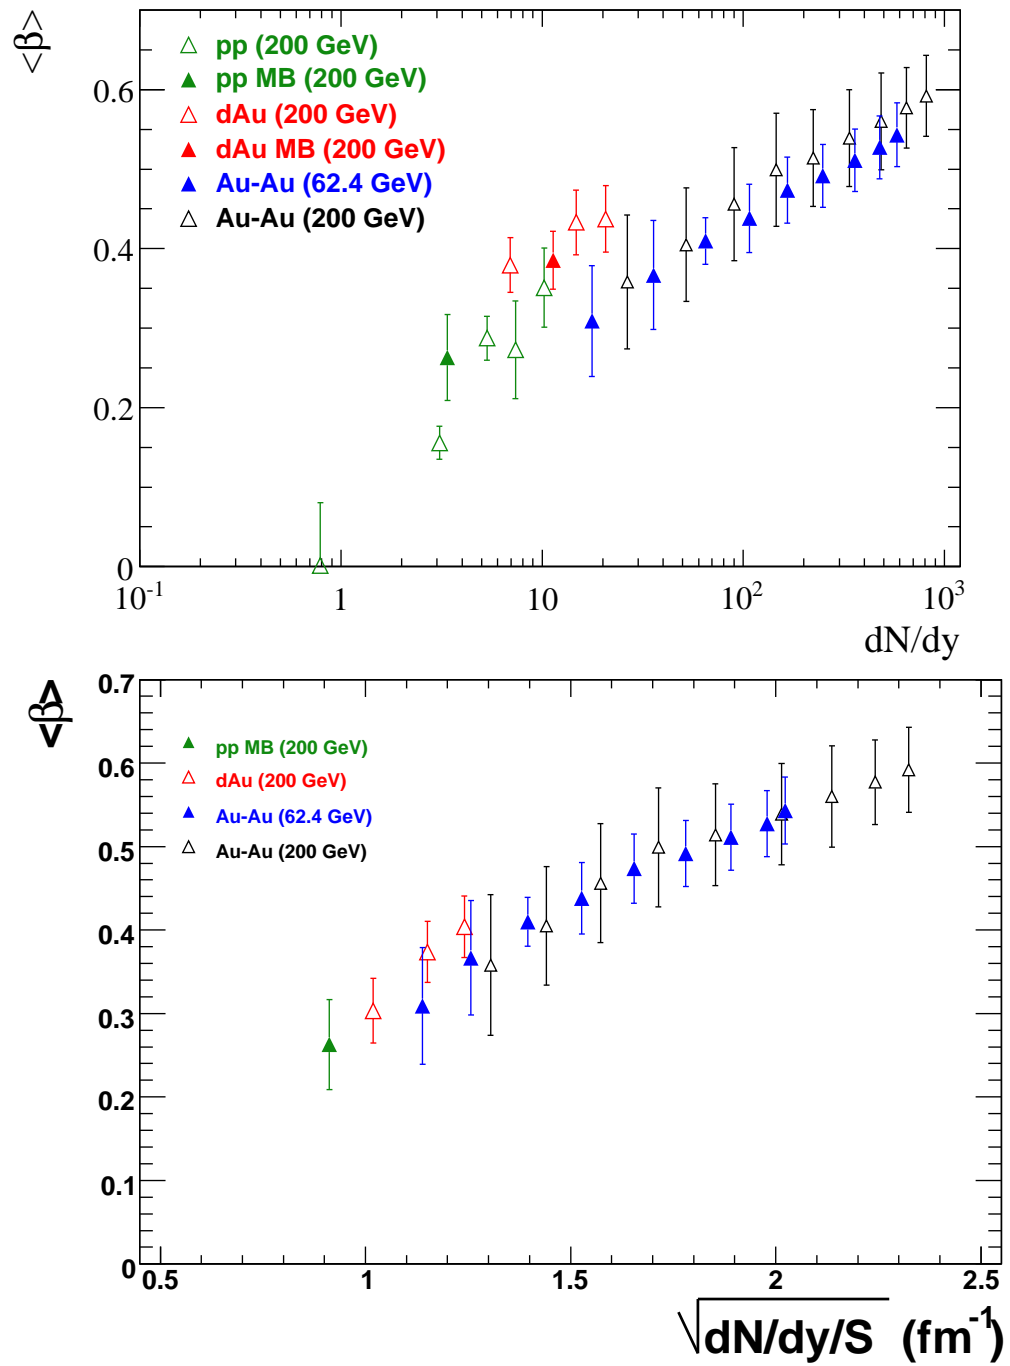 <β>
0.6
0.4
0.2
0
pp (200 GeV)
pp MB (200 GeV)
dAu (200 GeV)
dAu MB (200 GeV)
Au-Au (62.4 GeV)
Au-Au (200 GeV)
10⁻¹ 1 10 10² 10³
dN/dy
<β>
0.7
0.6
0.5
0.4
0.3
0.2
0.1
0
pp MB (200 GeV)
dAu (200 GeV)
Au-Au (62.4 GeV)
Au-Au (200 GeV)
0.5 1 1.5 2 2.5
√dN/dy/S (fm⁻¹)